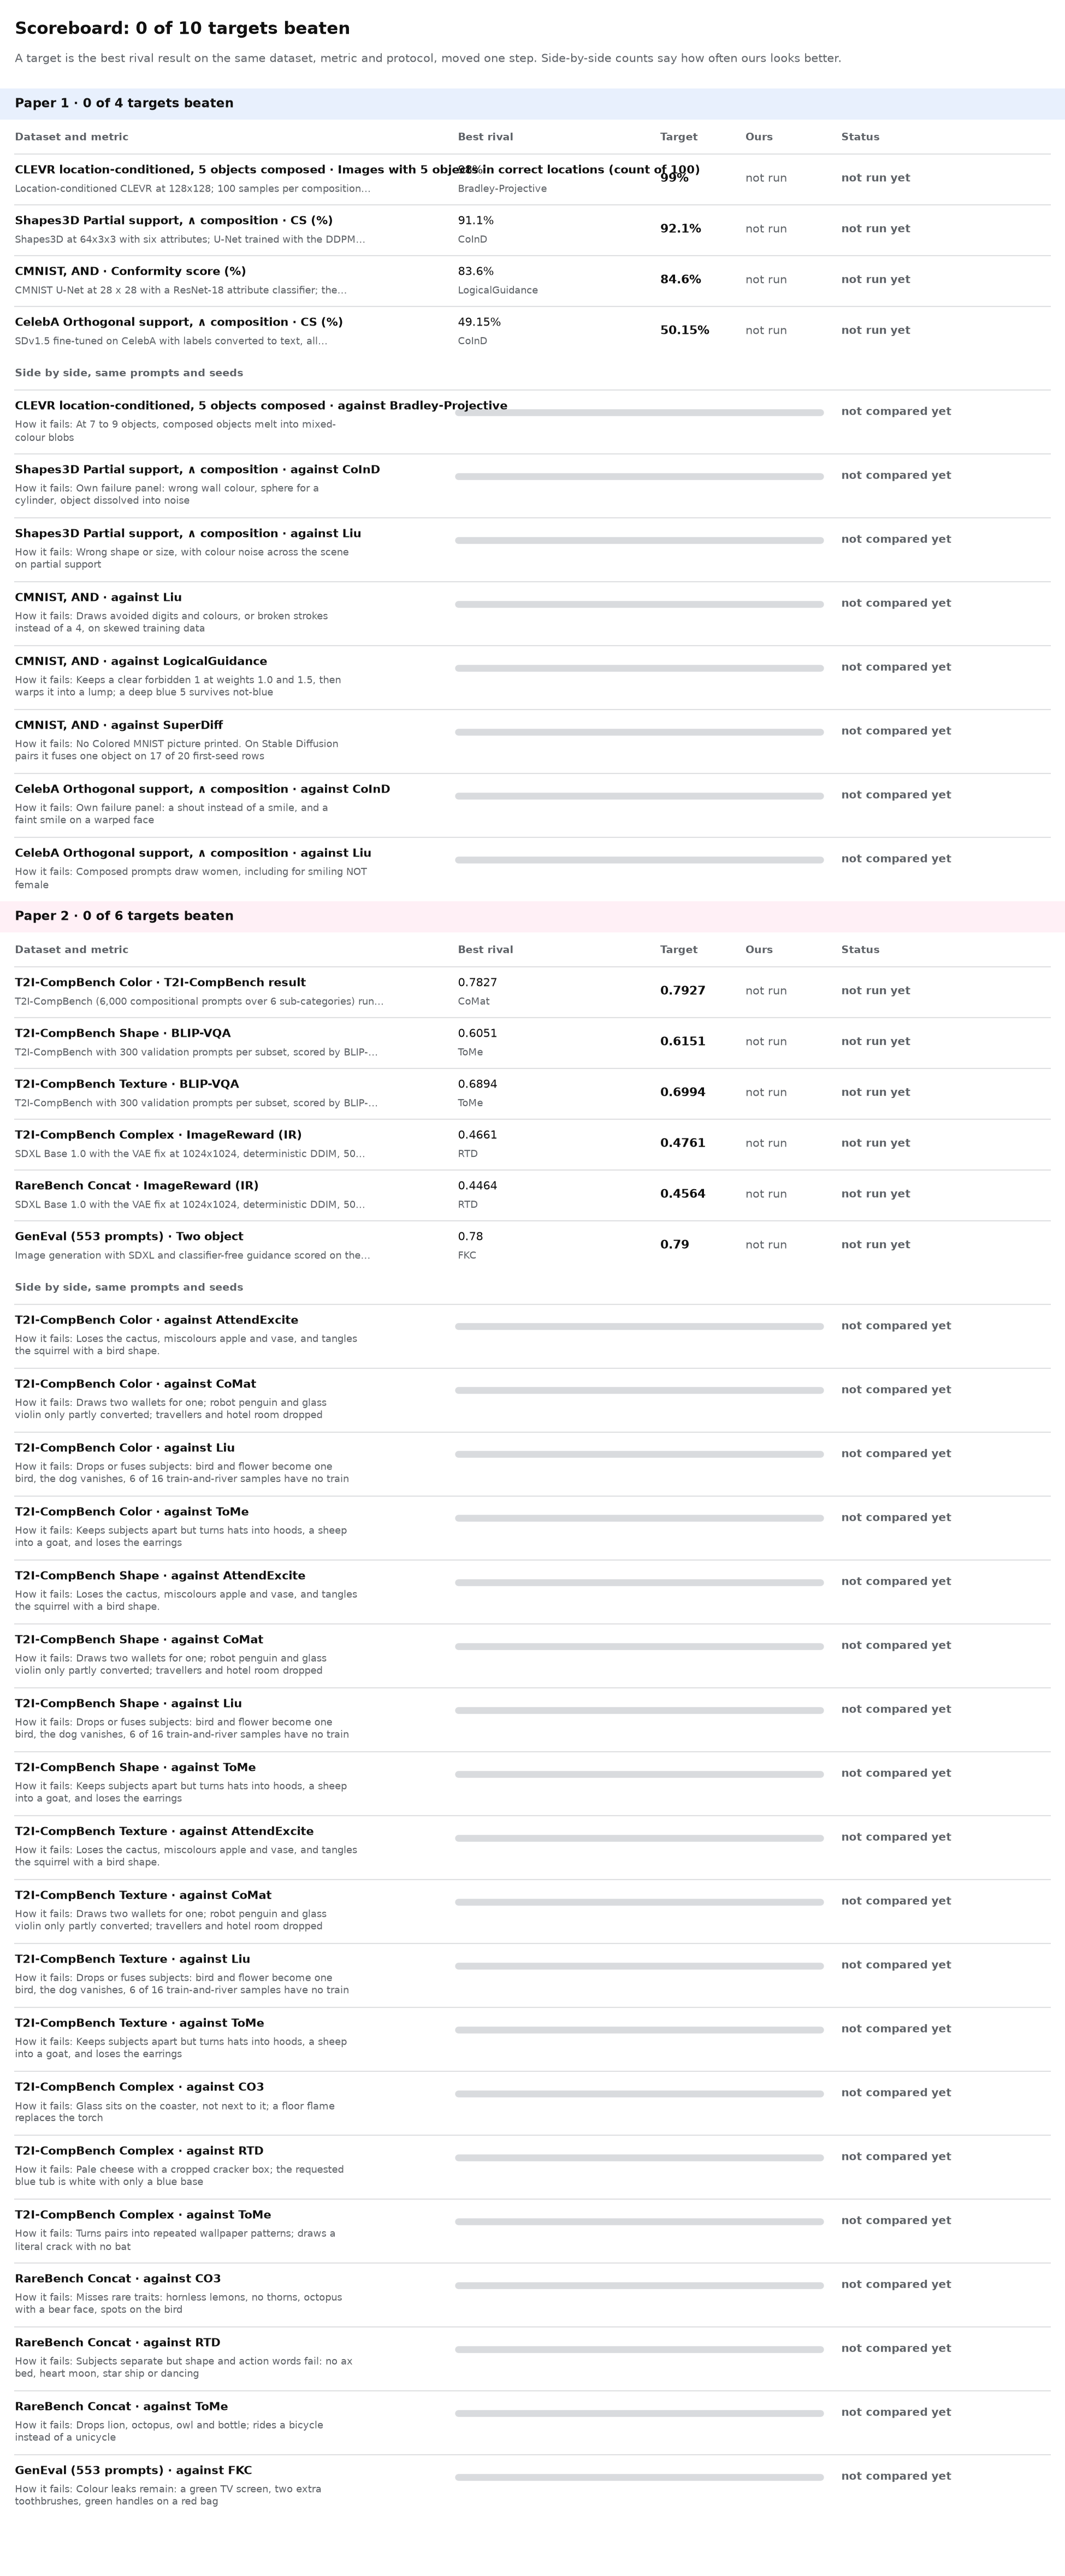 Scoreboard: 0 of 10 targets beaten
A target is the best rival result on the same dataset, metric and protocol, moved one step. Side-by-side counts say how often ours looks better.
Paper 1 · 0 of 4 targets beaten
Dataset and metric Best rival Target Ours Status
CLEVR location-conditioned, 5 objects composed · Images with 5 objects in correct locations (count of 100)
99% not run not run yet
Location-conditioned CLEVR at 128x128; 100 samples per composition… Bradley-Projective
Shapes3D Partial support, ∧ composition · CS (%) 91.1%
92.1% not run not run yet
Shapes3D at 64x3x3 with six attributes; U-Net trained with the DDPM… CoInD
CMNIST, AND · Conformity score (%) 83.6%
84.6% not run not run yet
CMNIST U-Net at 28 x 28 with a ResNet-18 attribute classifier; the… LogicalGuidance
CelebA Orthogonal support, ∧ composition · CS (%) 49.15%
50.15% not run not run yet
SDv1.5 fine-tuned on CelebA with labels converted to text, all… CoInD
Side by side, same prompts and seeds
CLEVR location-conditioned, 5 objects composed · against Bradley-Projective
not compared yet
How it fails: At 7 to 9 objects, composed objects melt into mixed-
colour blobs
Shapes3D Partial support, ∧ composition · against CoInD
not compared yet
How it fails: Own failure panel: wrong wall colour, sphere for a
cylinder, object dissolved into noise
Shapes3D Partial support, ∧ composition · against Liu
not compared yet
How it fails: Wrong shape or size, with colour noise across the scene
on partial support
CMNIST, AND · against Liu
not compared yet
How it fails: Draws avoided digits and colours, or broken strokes
instead of a 4, on skewed training data
CMNIST, AND · against LogicalGuidance
not compared yet
How it fails: Keeps a clear forbidden 1 at weights 1.0 and 1.5, then
warps it into a lump; a deep blue 5 survives not-blue
CMNIST, AND · against SuperDiff
not compared yet
How it fails: No Colored MNIST picture printed. On Stable Diffusion
pairs it fuses one object on 17 of 20 first-seed rows
CelebA Orthogonal support, ∧ composition · against CoInD
not compared yet
How it fails: Own failure panel: a shout instead of a smile, and a
faint smile on a warped face
CelebA Orthogonal support, ∧ composition · against Liu
not compared yet
How it fails: Composed prompts draw women, including for smiling NOT
female
Paper 2 · 0 of 6 targets beaten
Dataset and metric Best rival Target Ours Status
T2I-CompBench Color · T2I-CompBench result 0.7827
0.7927 not run not run yet
T2I-CompBench (6,000 compositional prompts over 6 sub-categories) run… CoMat
T2I-CompBench Shape · BLIP-VQA 0.6051
0.6151 not run not run yet
T2I-CompBench with 300 validation prompts per subset, scored by BLIP-… ToMe
T2I-CompBench Texture · BLIP-VQA 0.6894
0.6994 not run not run yet
T2I-CompBench with 300 validation prompts per subset, scored by BLIP-… ToMe
T2I-CompBench Complex · ImageReward (IR) 0.4661
0.4761 not run not run yet
SDXL Base 1.0 with the VAE fix at 1024x1024, deterministic DDIM, 50… RTD
RareBench Concat · ImageReward (IR) 0.4464
0.4564 not run not run yet
SDXL Base 1.0 with the VAE fix at 1024x1024, deterministic DDIM, 50… RTD
GenEval (553 prompts) · Two object 0.78
0.79 not run not run yet
Image generation with SDXL and classifier-free guidance scored on the… FKC
Side by side, same prompts and seeds
T2I-CompBench Color · against AttendExcite
not compared yet
How it fails: Loses the cactus, miscolours apple and vase, and tangles
the squirrel with a bird shape.
T2I-CompBench Color · against CoMat
not compared yet
How it fails: Draws two wallets for one; robot penguin and glass
violin only partly converted; travellers and hotel room dropped
T2I-CompBench Color · against Liu
not compared yet
How it fails: Drops or fuses subjects: bird and flower become one
bird, the dog vanishes, 6 of 16 train-and-river samples have no train
T2I-CompBench Color · against ToMe
not compared yet
How it fails: Keeps subjects apart but turns hats into hoods, a sheep
into a goat, and loses the earrings
T2I-CompBench Shape · against AttendExcite
not compared yet
How it fails: Loses the cactus, miscolours apple and vase, and tangles
the squirrel with a bird shape.
T2I-CompBench Shape · against CoMat
not compared yet
How it fails: Draws two wallets for one; robot penguin and glass
violin only partly converted; travellers and hotel room dropped
T2I-CompBench Shape · against Liu
not compared yet
How it fails: Drops or fuses subjects: bird and flower become one
bird, the dog vanishes, 6 of 16 train-and-river samples have no train
T2I-CompBench Shape · against ToMe
not compared yet
How it fails: Keeps subjects apart but turns hats into hoods, a sheep
into a goat, and loses the earrings
T2I-CompBench Texture · against AttendExcite
not compared yet
How it fails: Loses the cactus, miscolours apple and vase, and tangles
the squirrel with a bird shape.
T2I-CompBench Texture · against CoMat
not compared yet
How it fails: Draws two wallets for one; robot penguin and glass
violin only partly converted; travellers and hotel room dropped
T2I-CompBench Texture · against Liu
not compared yet
How it fails: Drops or fuses subjects: bird and flower become one
bird, the dog vanishes, 6 of 16 train-and-river samples have no train
T2I-CompBench Texture · against ToMe
not compared yet
How it fails: Keeps subjects apart but turns hats into hoods, a sheep
into a goat, and loses the earrings
T2I-CompBench Complex · against CO3
not compared yet
How it fails: Glass sits on the coaster, not next to it; a floor flame
replaces the torch
T2I-CompBench Complex · against RTD
not compared yet
How it fails: Pale cheese with a cropped cracker box; the requested
blue tub is white with only a blue base
T2I-CompBench Complex · against ToMe
not compared yet
How it fails: Turns pairs into repeated wallpaper patterns; draws a
literal crack with no bat
RareBench Concat · against CO3
not compared yet
How it fails: Misses rare traits: hornless lemons, no thorns, octopus
with a bear face, spots on the bird
RareBench Concat · against RTD
not compared yet
How it fails: Subjects separate but shape and action words fail: no ax
bed, heart moon, star ship or dancing
RareBench Concat · against ToMe
not compared yet
How it fails: Drops lion, octopus, owl and bottle; rides a bicycle
instead of a unicycle
GenEval (553 prompts) · against FKC
not compared yet
How it fails: Colour leaks remain: a green TV screen, two extra
toothbrushes, green handles on a red bag